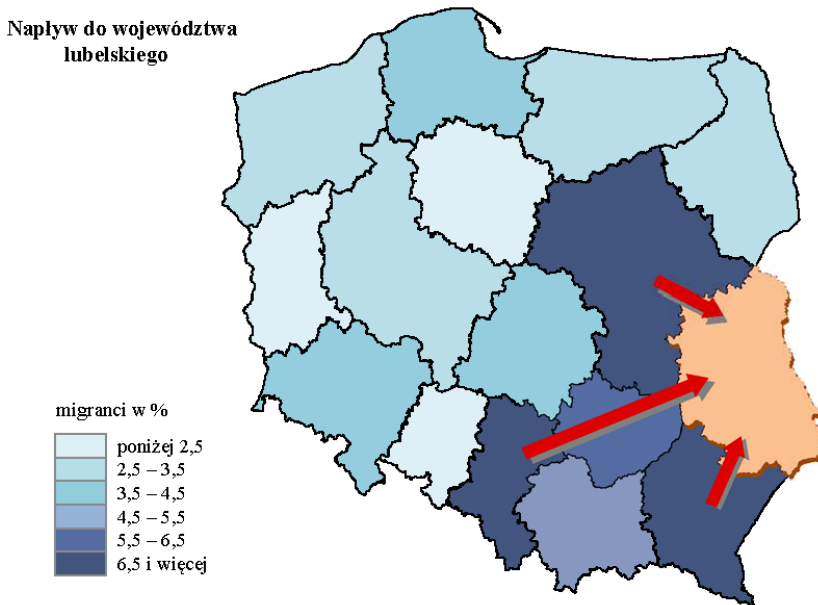 Napływ do województwa
lubelskiego
migranci w %
poniżej 2,5
2,5 – 3,5
3,5 – 4,5
4,5 – 5,5
5,5 – 6,5
6,5 i więcej